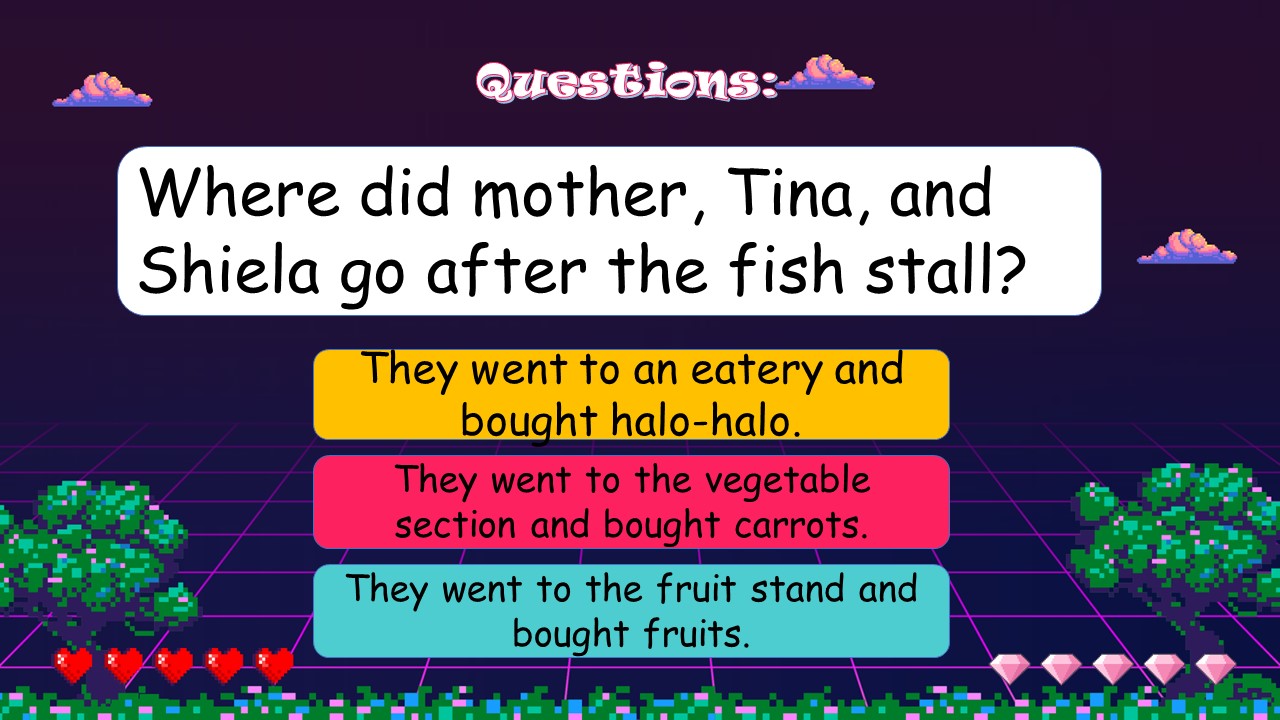 Questions:
Where did mother, Tina, and
Shiela go after the fish stall?
They went to an eatery and
bought halo-halo.
They went to the vegetable
section and bought carrots.
They went to the fruit stand and
bought fruits.